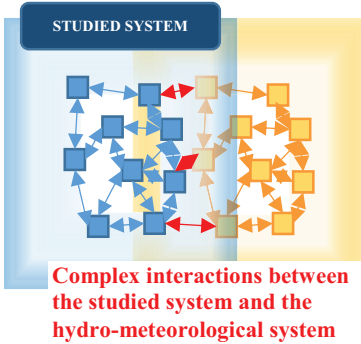 STUDIED SYSTEM
Complex interactions between
the studied system and the
hydro-meteorological system